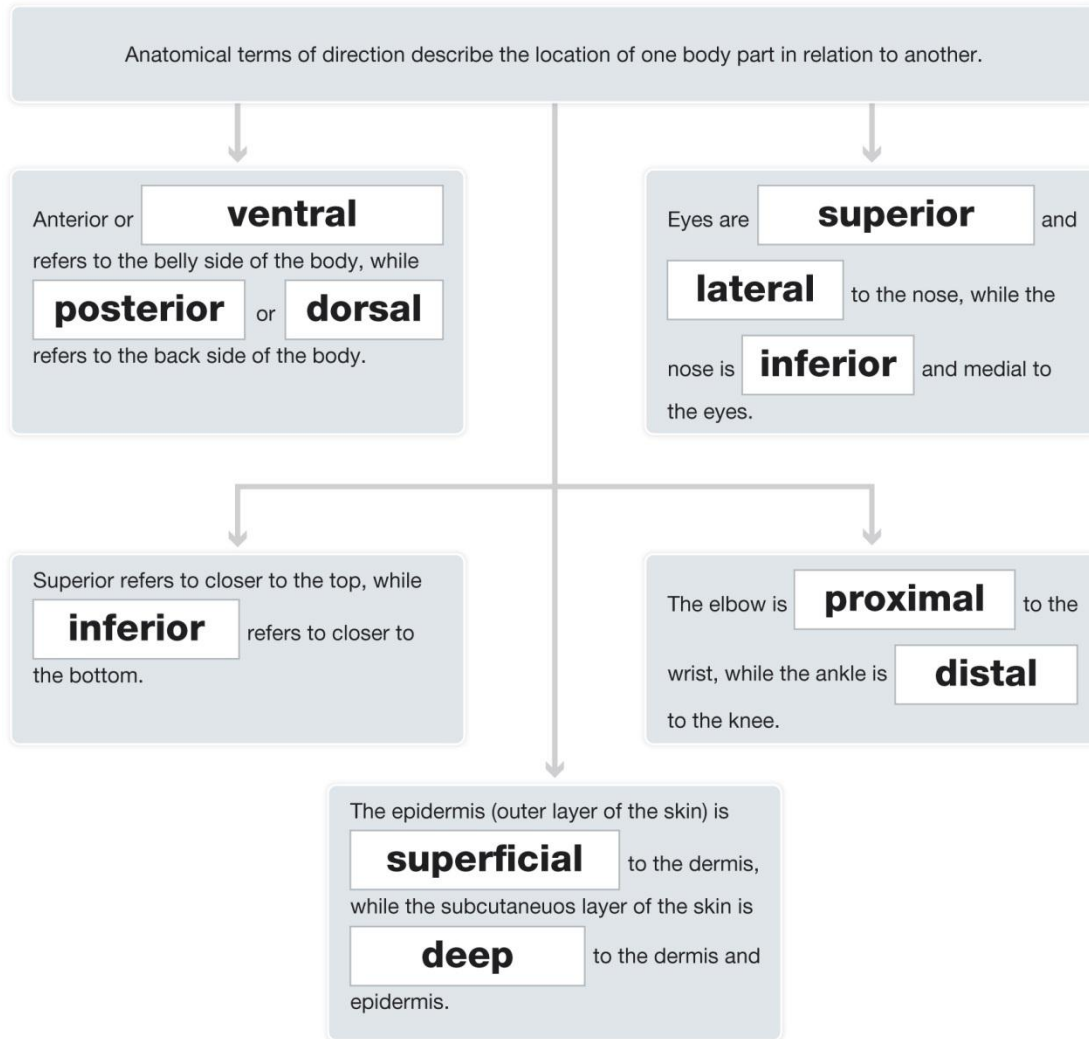 Anatomical terms of direction describe the location of one body part in relation to another.
Anterior or ventral
refers to the belly side of the body, while
posterior or dorsal
refers to the back side of the body.
Eyes are superior and
lateral to the nose, while the
nose is inferior and medial to
the eyes.
Superior refers to closer to the top, while
inferior refers to closer to
the bottom.
The elbow is proximal to the
wrist, while the ankle is distal
to the knee.
The epidermis (outer layer of the skin) is
superficial to the dermis,
while the subcutaneuos layer of the skin is
deep to the dermis and
epidermis.